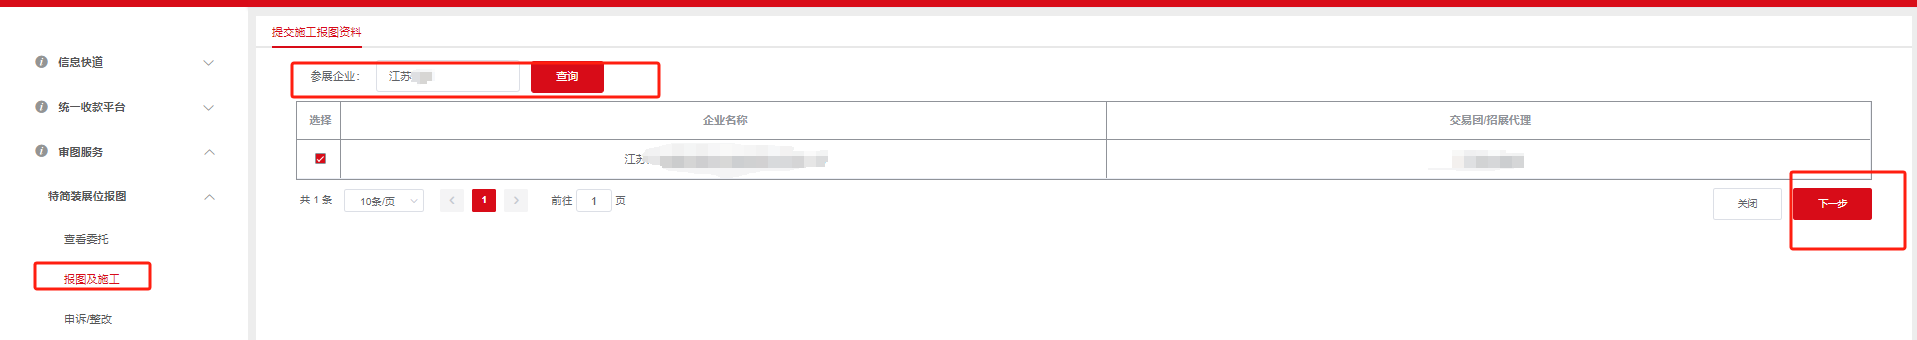 提交施工报图资料
信息快道
统一收款平台
审图服务
特简装展位报图
查看委托
报图及施工
申诉/整改
参展企业： 江苏 查询
选择 企业名称 交易团/招展代理
江苏
共 1 条 10条/页 1 前往 1 页
关闭 下一步